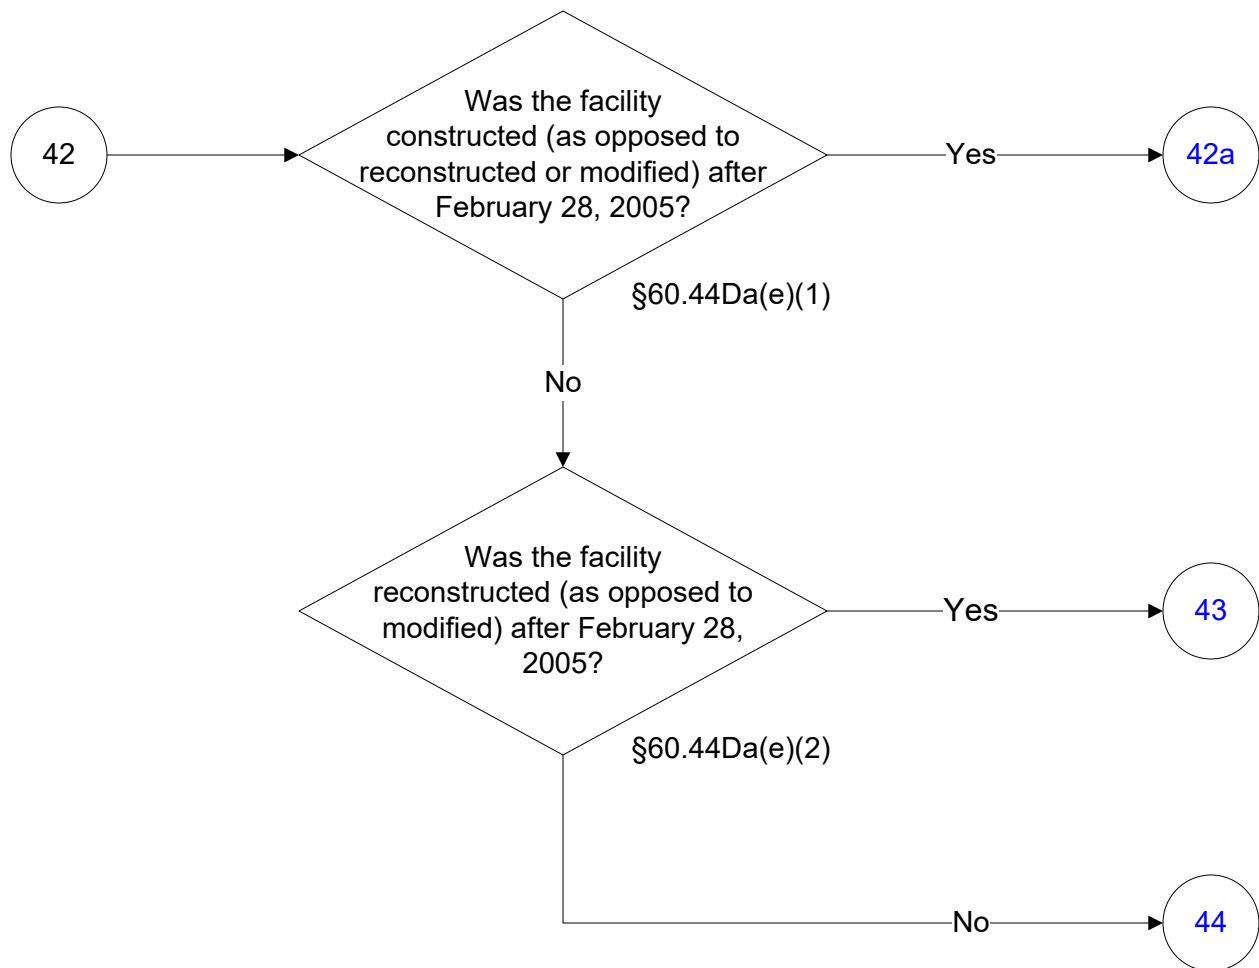 42
Was the facility
constructed (as opposed to
reconstructed or modified) after
February 28, 2005?
Yes
42a
§60.44Da(e)(1)
No
Was the facility
reconstructed (as opposed to
modified) after February 28,
2005?
Yes
43
§60.44Da(e)(2)
No
44